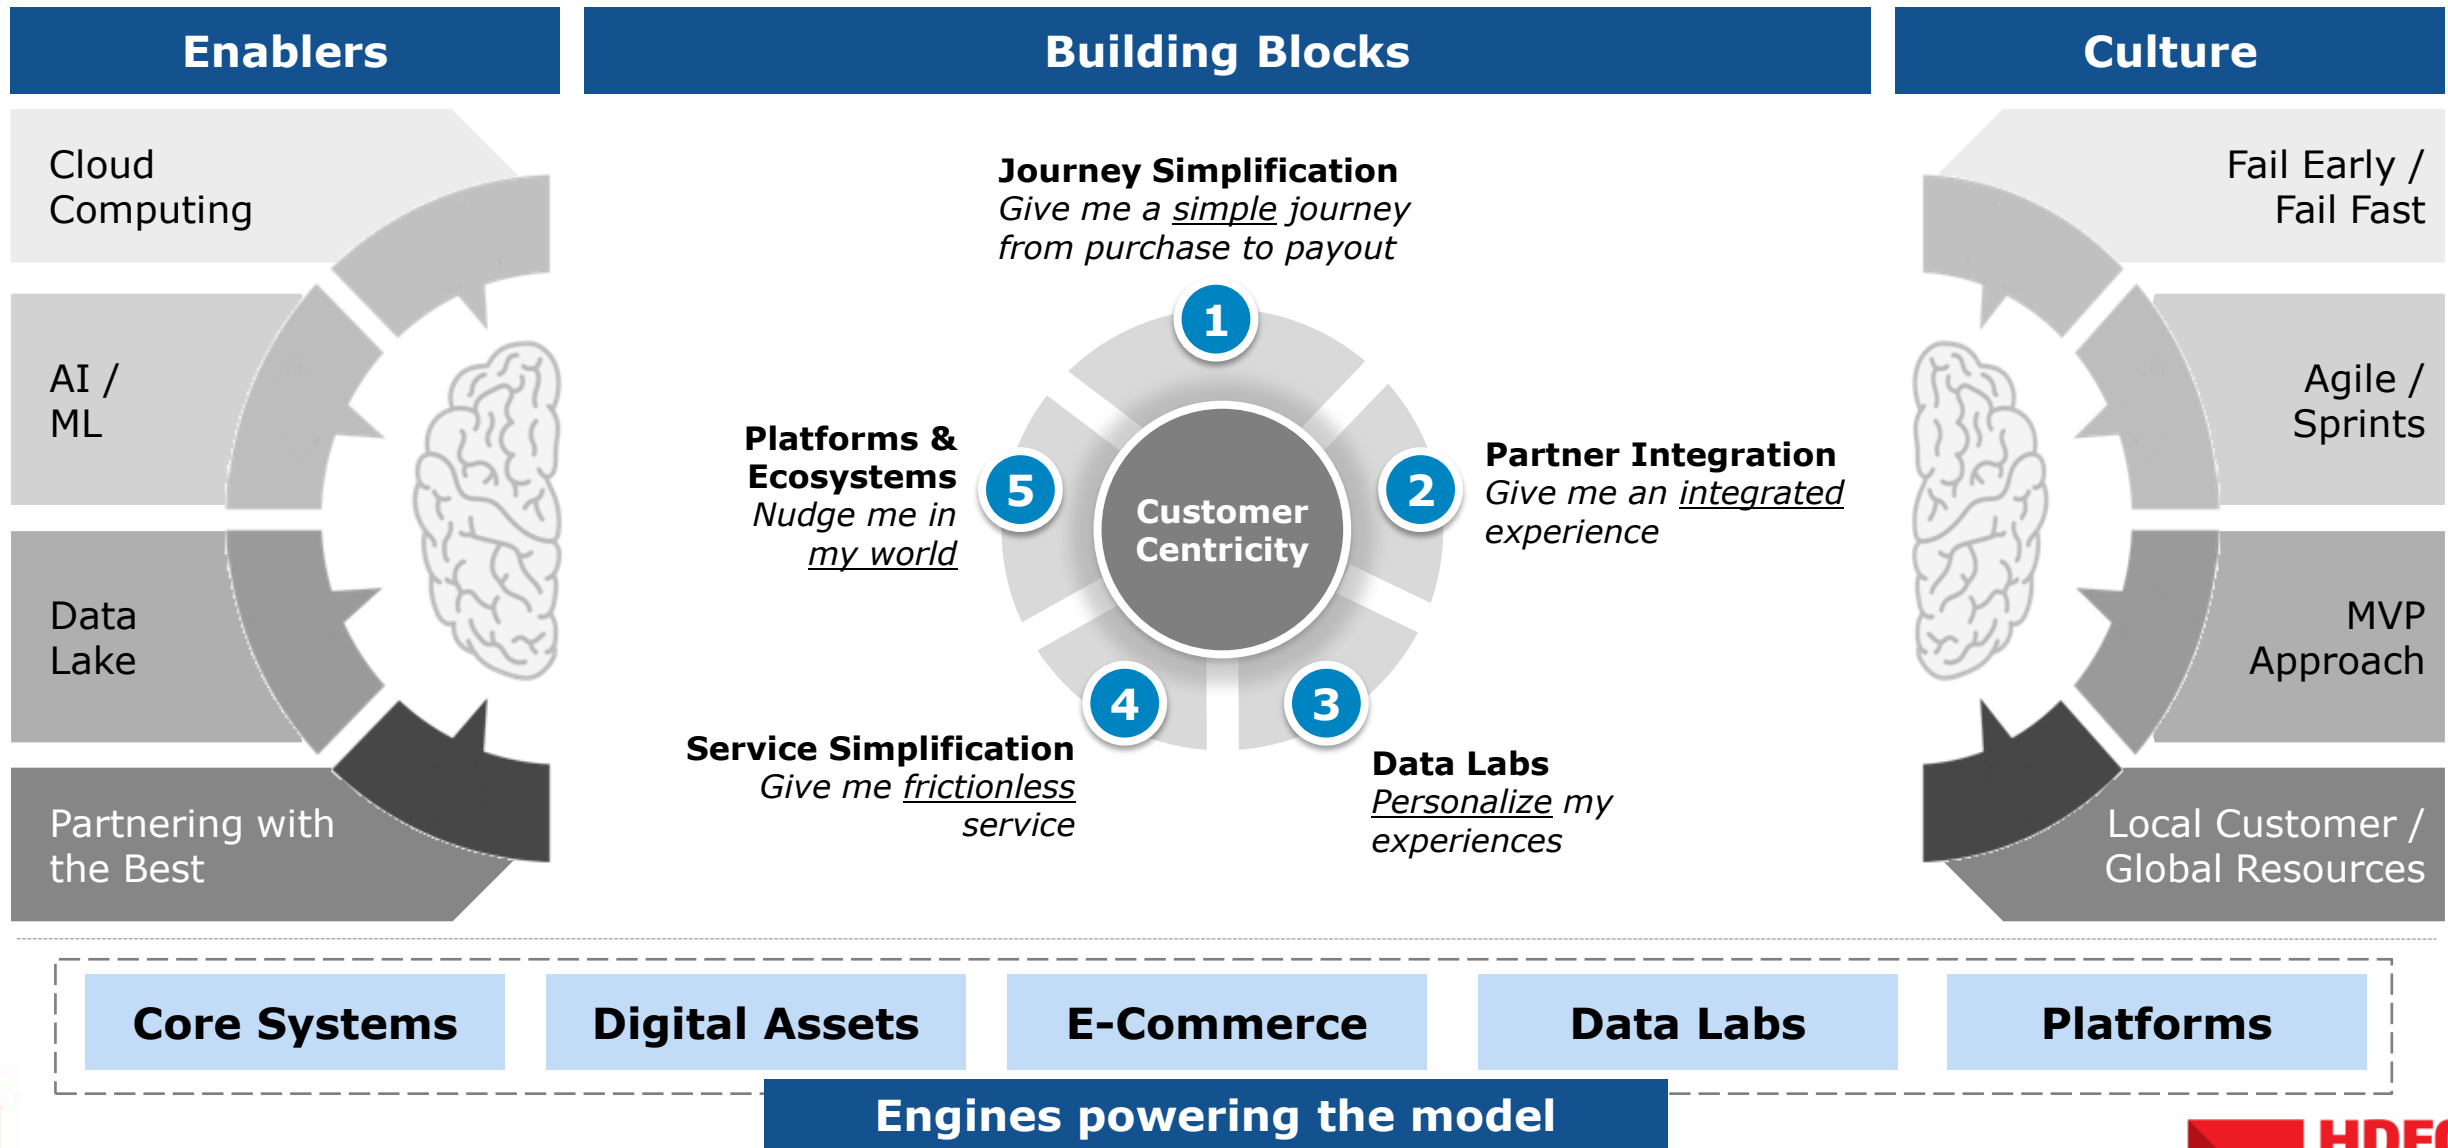 Enablers
Cloud
Computing
AI /
ML
Data
Lake
Partnering with
the Best
Building Blocks
Journey Simplification
Give me a simple journey
from purchase to payout
1
Partner Integration
Give me an integrated
experience
2
Data Labs
Personalize my
experiences
3
Service Simplification
Give me frictionless
service
4
Platforms &
Ecosystems
Nudge me in
my world
5
Customer
Centricity
Culture
Fail Early /
Fail Fast
Agile /
Sprints
MVP
Approach
Local Customer /
Global Resources
Core Systems
Digital Assets
E-Commerce
Data Labs
Platforms
Engines powering the model
HDFC